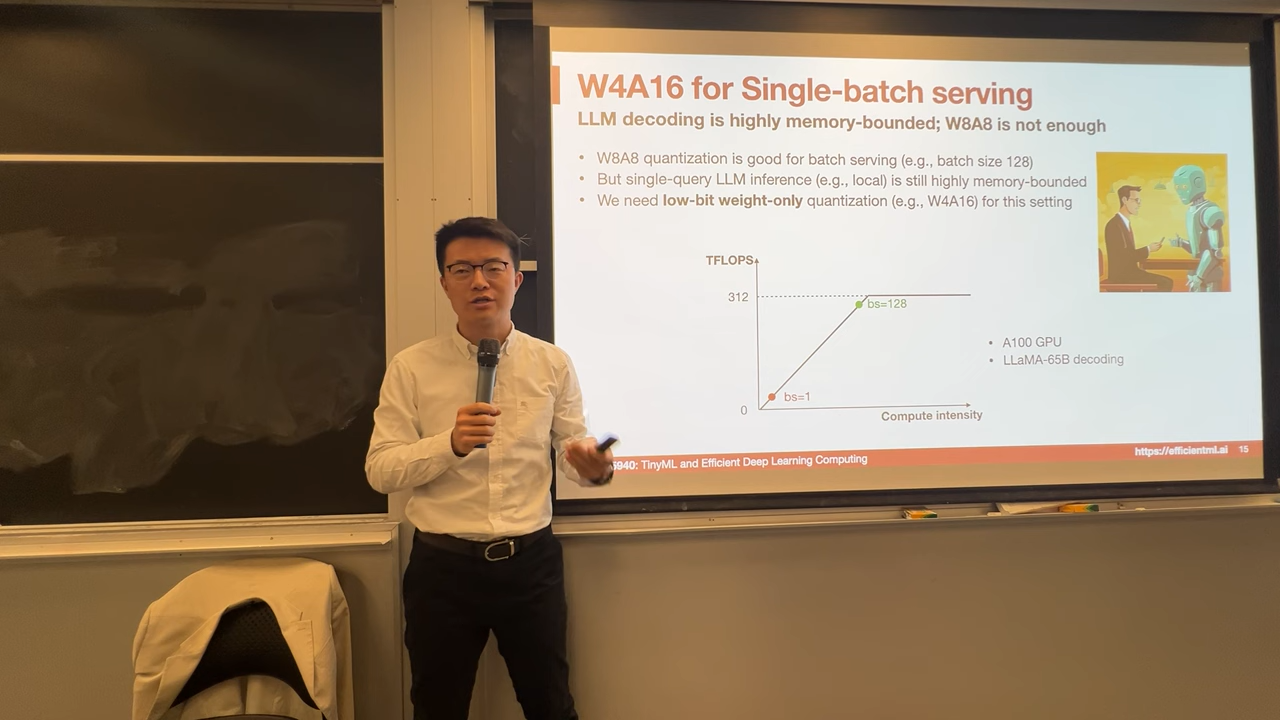 W4A16 for Single-batch serving
LLM decoding is highly memory-bounded; W8A8 is not enough
• W8A8 quantization is good for batch serving (e.g., batch size 128)
• But single-query LLM inference (e.g., local) is still highly memory-bounded
• We need low-bit weight-only quantization (e.g., W4A16) for this setting
TFLOPS
312
bs=128
• A100 GPU
• LLaMA-65B decoding
bs=1
0
Compute intensity
5940: TinyML and Efficient Deep Learning Computing
https://efficientml.ai 15